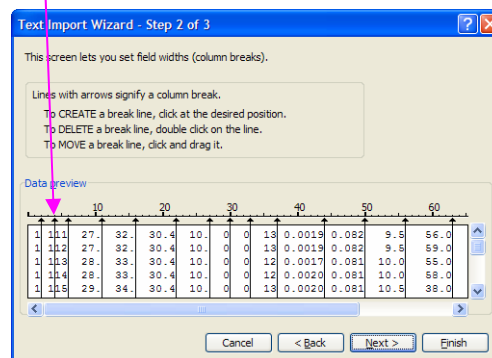 Text Import Wizard - Step 2 of 3
This screen lets you set field widths (column breaks).
Lines with arrows signify a column break.
To CREATE a break line, click at the desired position.
To DELETE a break line, double click on the line.
To MOVE a break line, click and drag it.
Data preview
10 20 30 40 50 60
1 111 27. 32. 30.4 10. 0 0 13 0.0019 0.082 9.5 56.0
1 112 27. 32. 30.4 10. 0 0 13 0.0019 0.082 9.5 59.0
1 113 28. 33. 30.4 10. 0 0 12 0.0017 0.081 10.0 55.0
1 114 28. 33. 30.4 10. 0 0 12 0.0020 0.081 10.0 58.0
1 115 29. 34. 30.4 10. 0 0 13 0.0020 0.081 10.5 38.0
Cancel < Back Next > Finish